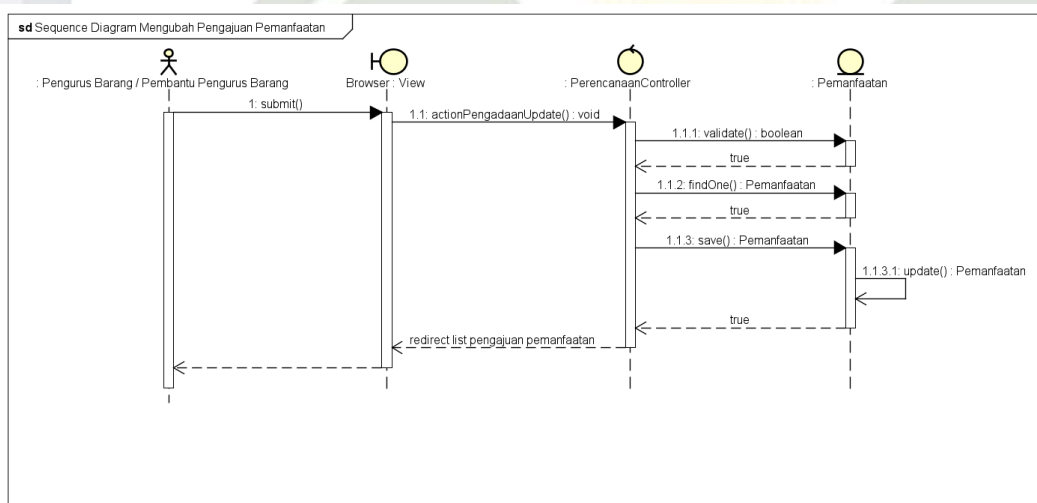 sd Sequence Diagram Mengubah Pengajuan Pemanfaatan
: Pengurus Barang / Pembantu Pengurus Barang
Browser : View
: PerencanaanController
: Pemanfaatan
1: submit()
1.1: actionPengadaanUpdate() : void
1.1.1: validate() : boolean
true
1.1.2: findOne() : Pemanfaatan
true
1.1.3: save() : Pemanfaatan
1.1.3.1: update() : Pemanfaatan
true
redirect list pengajuan pemanfaatan